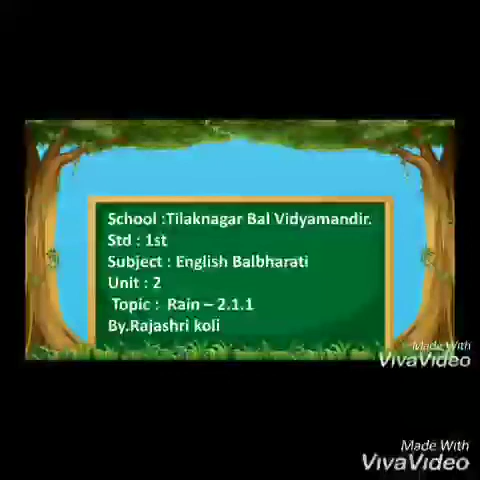 School :Tilaknagar Bal Vidyamandir.
Std : 1st
Subject : English Balbharati
Unit : 2
Topic : Rain – 2.1.1
By.Rajashri koli
Made With
VivaVideo
Made With
VivaVideo